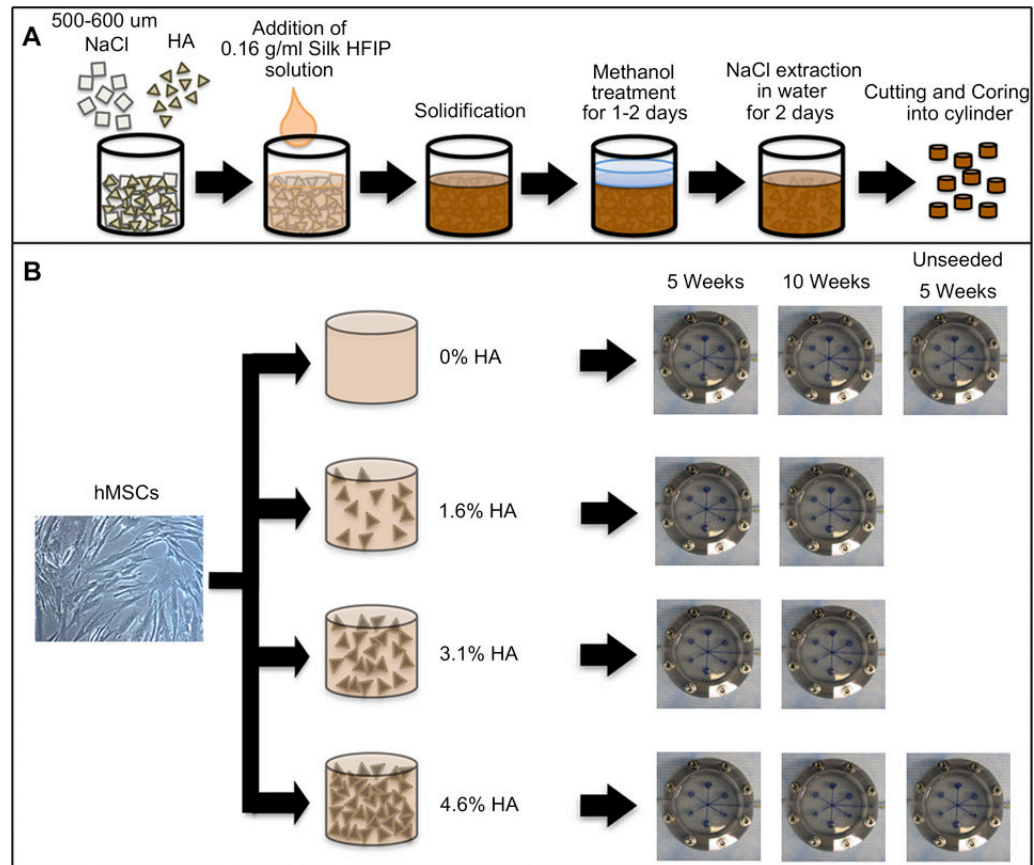 A
500-600 um
NaCl
HA
Addition of
0.16 g/ml Silk HFIP
solution
Solidification
Methanol
treatment
for 1-2 days
NaCl extraction
in water
for 2 days
Cutting and Coring
into cylinder
B
5 Weeks
10 Weeks
Unseeded
5 Weeks
hMSCs
0% HA
1.6% HA
3.1% HA
4.6% HA